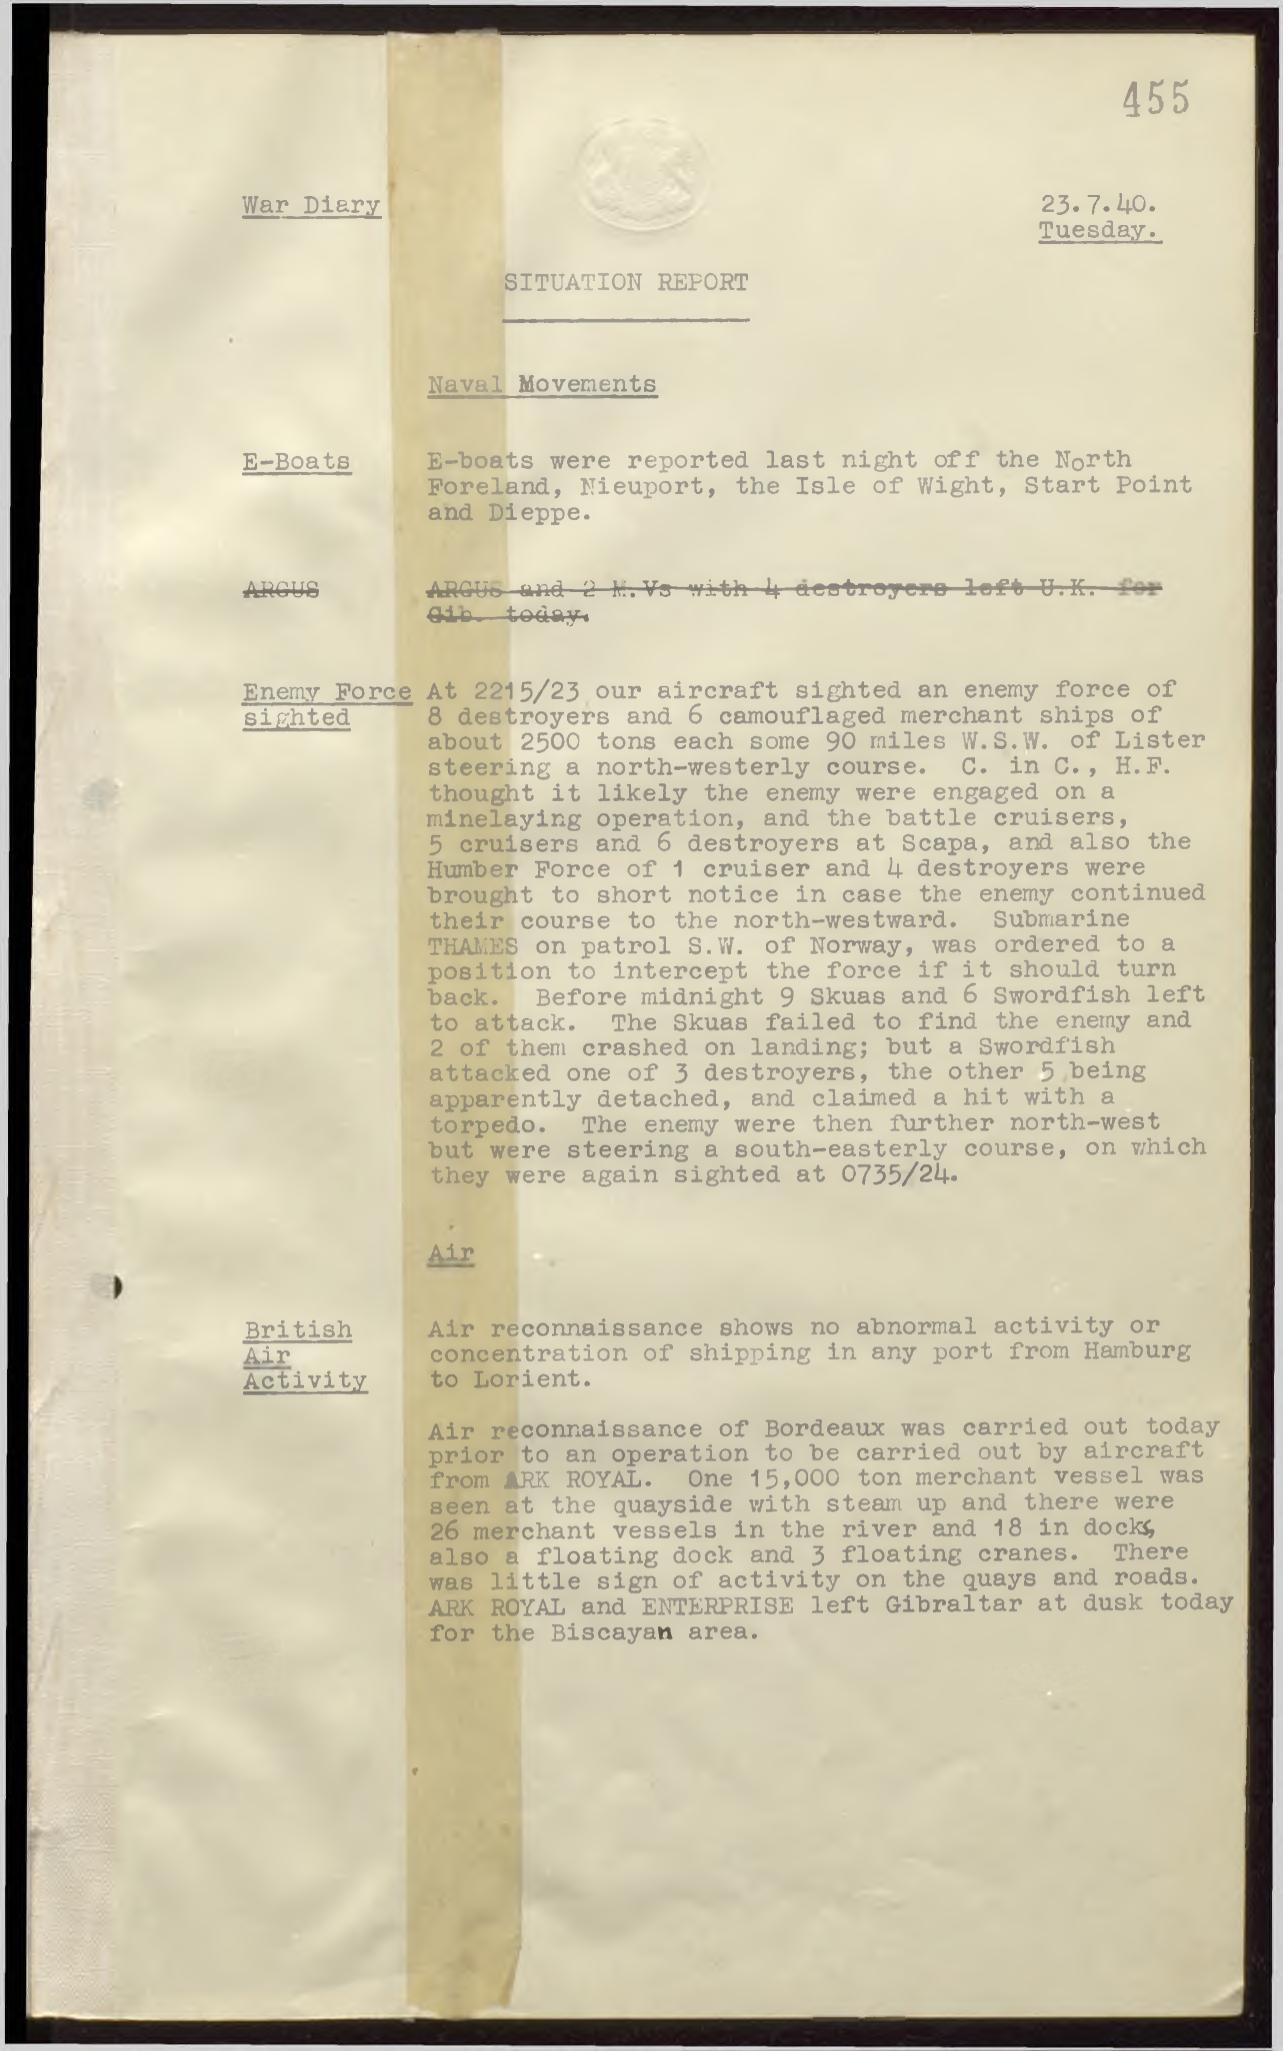 455
War Diary
23.7.40.
Tuesday.
SITUATION REPORT
Naval Movements
E-Boats
E-boats were reported last night off the North
Foreland, Nieuport, the Isle of Wight, Start Point
and Dieppe.
ARGUS
ARGUS and 2 M.Vs with 4 destroyers left U.K. for
Gib. today.
Enemy Force
sighted
At 2215/23 our aircraft sighted an enemy force of
8 destroyers and 6 camouflaged merchant ships of
about 2500 tons each some 90 miles W.S.W. of Lister
steering a north-westerly course. C. in C., H.F.
thought it likely the enemy were engaged on a
minelaying operation, and the battle cruisers,
5 cruisers and 6 destroyers at Scapa, and also the
Humber Force of 1 cruiser and 4 destroyers were
brought to short notice in case the enemy continued
their course to the north-westward. Submarine
THAMES on patrol S.W. of Norway, was ordered to a
position to intercept the force if it should turn
back. Before midnight 9 Skuas and 6 Swordfish left
to attack. The Skuas failed to find the enemy and
2 of them crashed on landing; but a Swordfish
attacked one of 3 destroyers, the other 5 being
apparently detached, and claimed a hit with a
torpedo. The enemy were then further north-west
but were steering a south-easterly course, on which
they were again sighted at 0735/24.
Air
British
Air
Activity
Air reconnaissance shows no abnormal activity or
concentration of shipping in any port from Hamburg
to Lorient.
Air reconnaissance of Bordeaux was carried out today
prior to an operation to be carried out by aircraft
from ARK ROYAL. One 15,000 ton merchant vessel was
seen at the quayside with steam up and there were
26 merchant vessels in the river and 18 in docks,
also a floating dock and 3 floating cranes. There
was little sign of activity on the quays and roads.
ARK ROYAL and ENTERPRISE left Gibraltar at dusk today
for the Biscayan area.